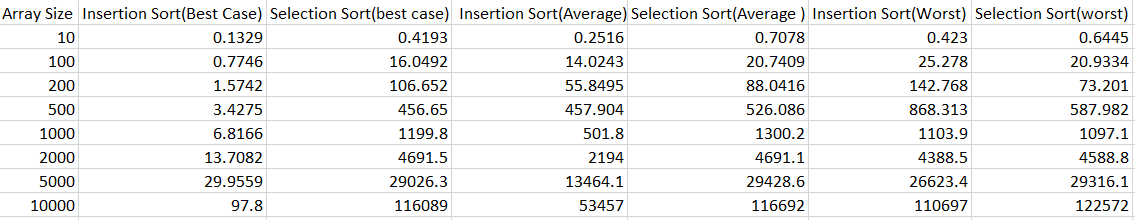 Array Size Insertion Sort(Best Case) Selection Sort(best case) Insertion Sort(Average) Selection Sort(Average ) Insertion Sort(Worst) Selection Sort(worst)
10 0.1329 0.4193 0.2516 0.7078 0.423 0.6445
100 0.7746 16.0492 14.0243 20.7409 25.278 20.9334
200 1.5742 106.652 55.8495 88.0416 142.768 73.201
500 3.4275 456.65 457.904 526.086 868.313 587.982
1000 6.8166 1199.8 501.8 1300.2 1103.9 1097.1
2000 13.7082 4691.5 2194 4691.1 4388.5 4588.8
5000 29.9559 29026.3 13464.1 29428.6 26623.4 29316.1
10000 97.8 116089 53457 116692 110697 122572